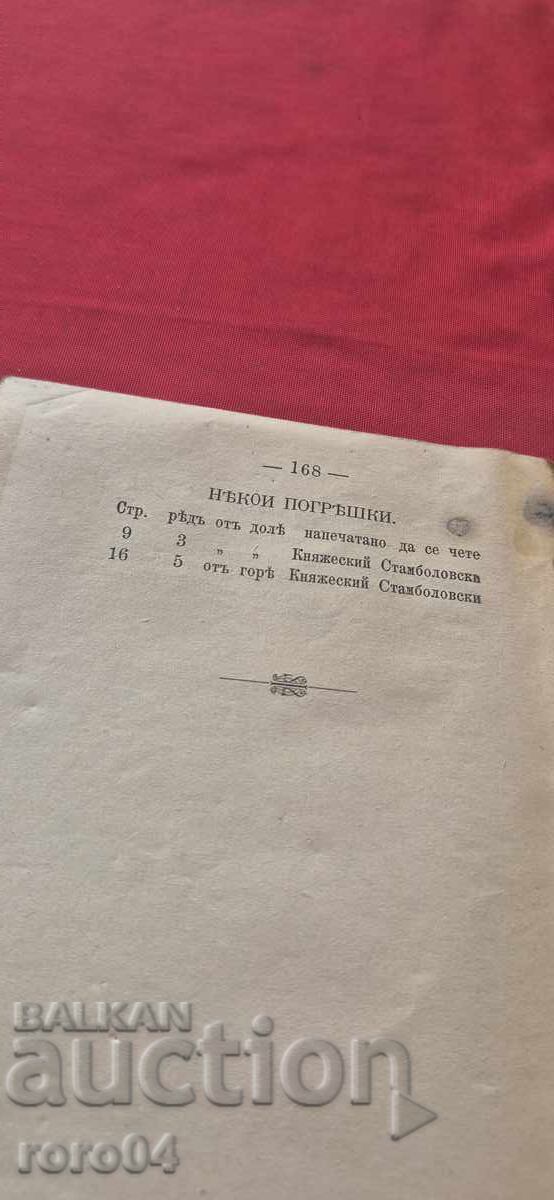 — 168 —
НѢКОИ ПОГРѢШКИ.
Стр. рѣдъ отъ долѣ напечатано да се чете
9 3 „ „ Княжеский Стамболовски
16 5 отъ горѣ Княжеский Стамболовски
BALKAN
auction
roro04